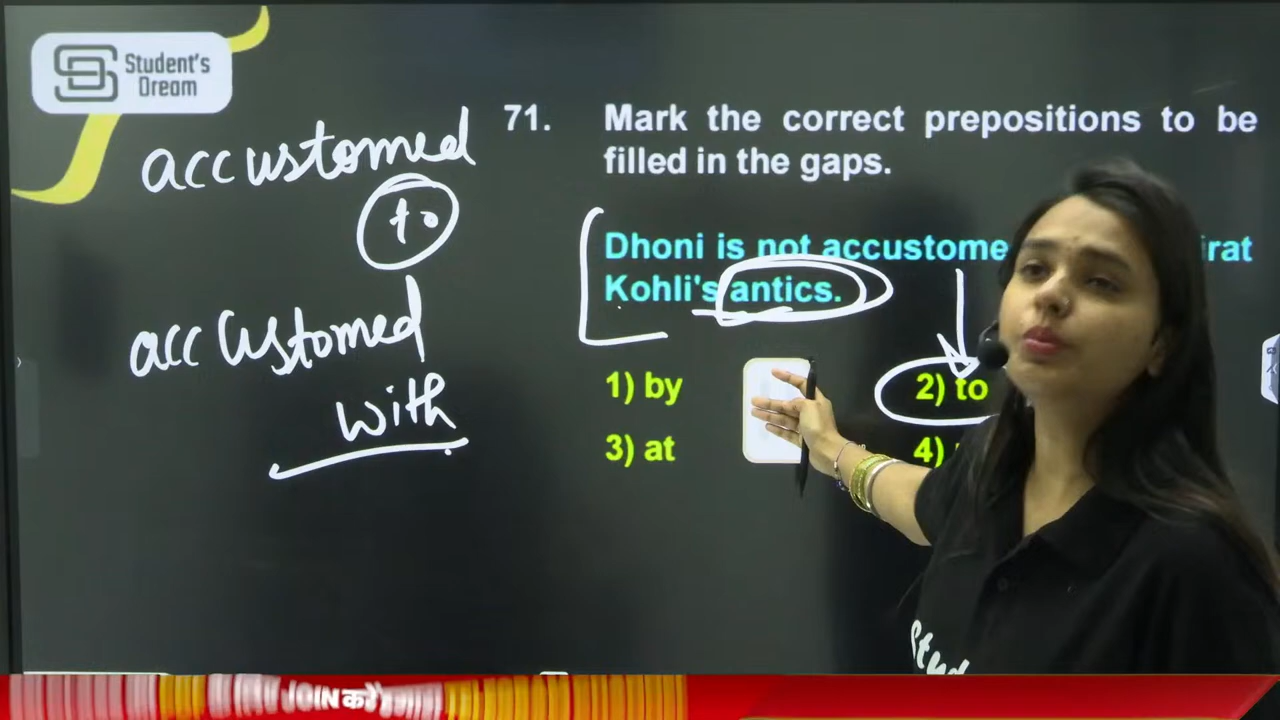 Student's
Dream
accustomed
to
accustomed
with
71. Mark the correct prepositions to be
filled in the gaps.
Dhoni is not accustome irat
Kohli's antics.
1) by
2) to
3) at
4)
Stud
JOIN करें